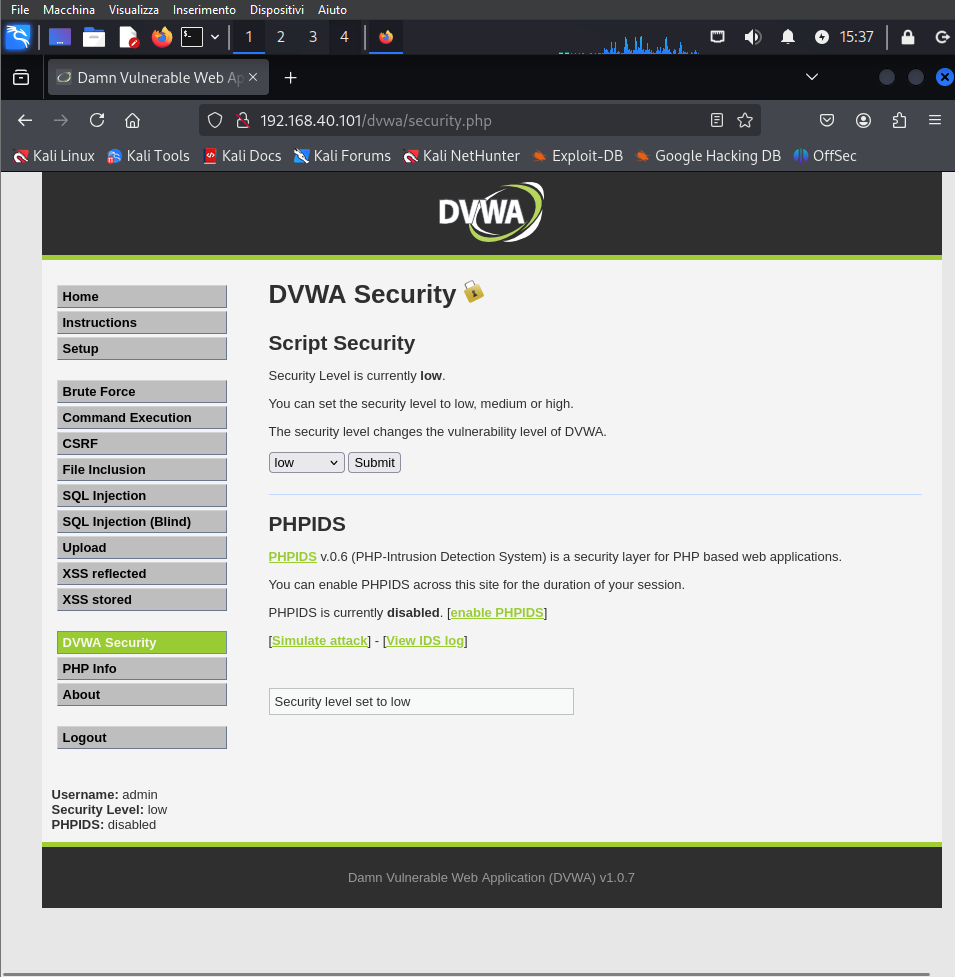 File Macchina Visualizza Inserimento Dispositivi Aiuto
1 2 3 4 15:37
Damn Vulnerable Web Ap
192.168.40.101/dvwa/security.php
Kali Linux Kali Tools Kali Docs Kali Forums Kali NetHunter Exploit-DB Google Hacking DB OffSec
DVWA
Home
Instructions
Setup
Brute Force
Command Execution
CSRF
File Inclusion
SQL Injection
SQL Injection (Blind)
Upload
XSS reflected
XSS stored
DVWA Security
PHP Info
About
Logout
DVWA Security
Script Security
Security Level is currently low.
You can set the security level to low, medium or high.
The security level changes the vulnerability level of DVWA.
low Submit
PHPIDS
PHPIDS v.0.6 (PHP-Intrusion Detection System) is a security layer for PHP based web applications.
You can enable PHPIDS across this site for the duration of your session.
PHPIDS is currently disabled. [enable PHPIDS]
[Simulate attack] - [View IDS log]
Security level set to low
Username: admin
Security Level: low
PHPIDS: disabled
Damn Vulnerable Web Application (DVWA) v1.0.7